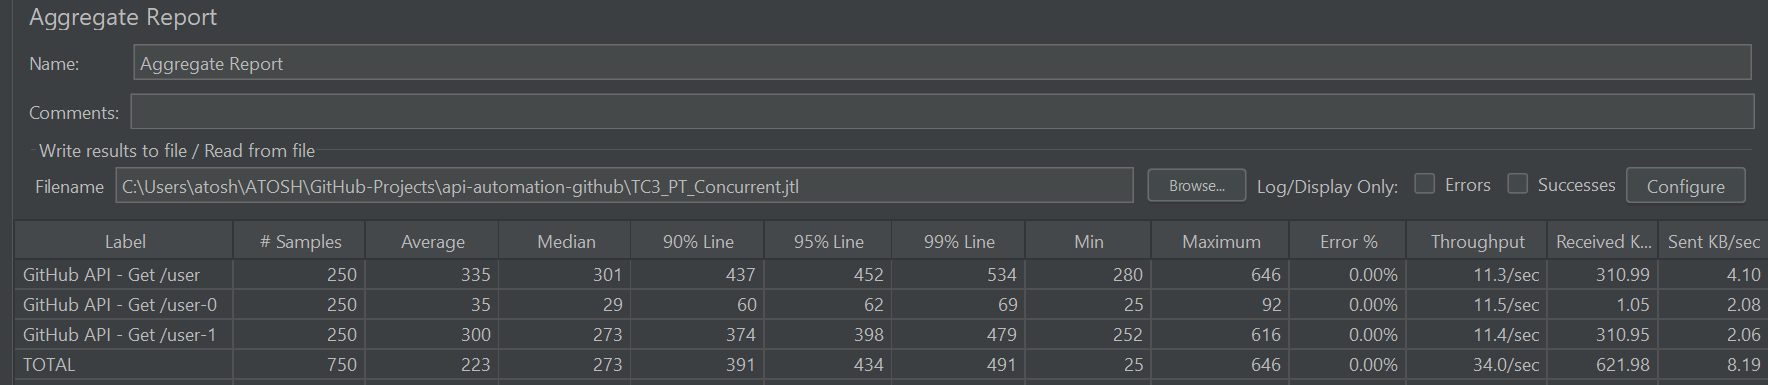 Aggregate Report
Name: Aggregate Report
Comments:
Write results to file / Read from file
Filename C:\Users\atosh\ATOSH\GitHub-Projects\api-automation-github\TC3_PT_Concurrent.jtl Browse... Log/Display Only: Errors Successes Configure
Label # Samples Average Median 90% Line 95% Line 99% Line Min Maximum Error % Throughput Received K... Sent KB/sec
GitHub API - Get /user 250 335 301 437 452 534 280 646 0.00% 11.3/sec 310.99 4.10
GitHub API - Get /user-0 250 35 29 60 62 69 25 92 0.00% 11.5/sec 1.05 2.08
GitHub API - Get /user-1 250 300 273 374 398 479 252 616 0.00% 11.4/sec 310.95 2.06
TOTAL 750 223 273 391 434 491 25 646 0.00% 34.0/sec 621.98 8.19